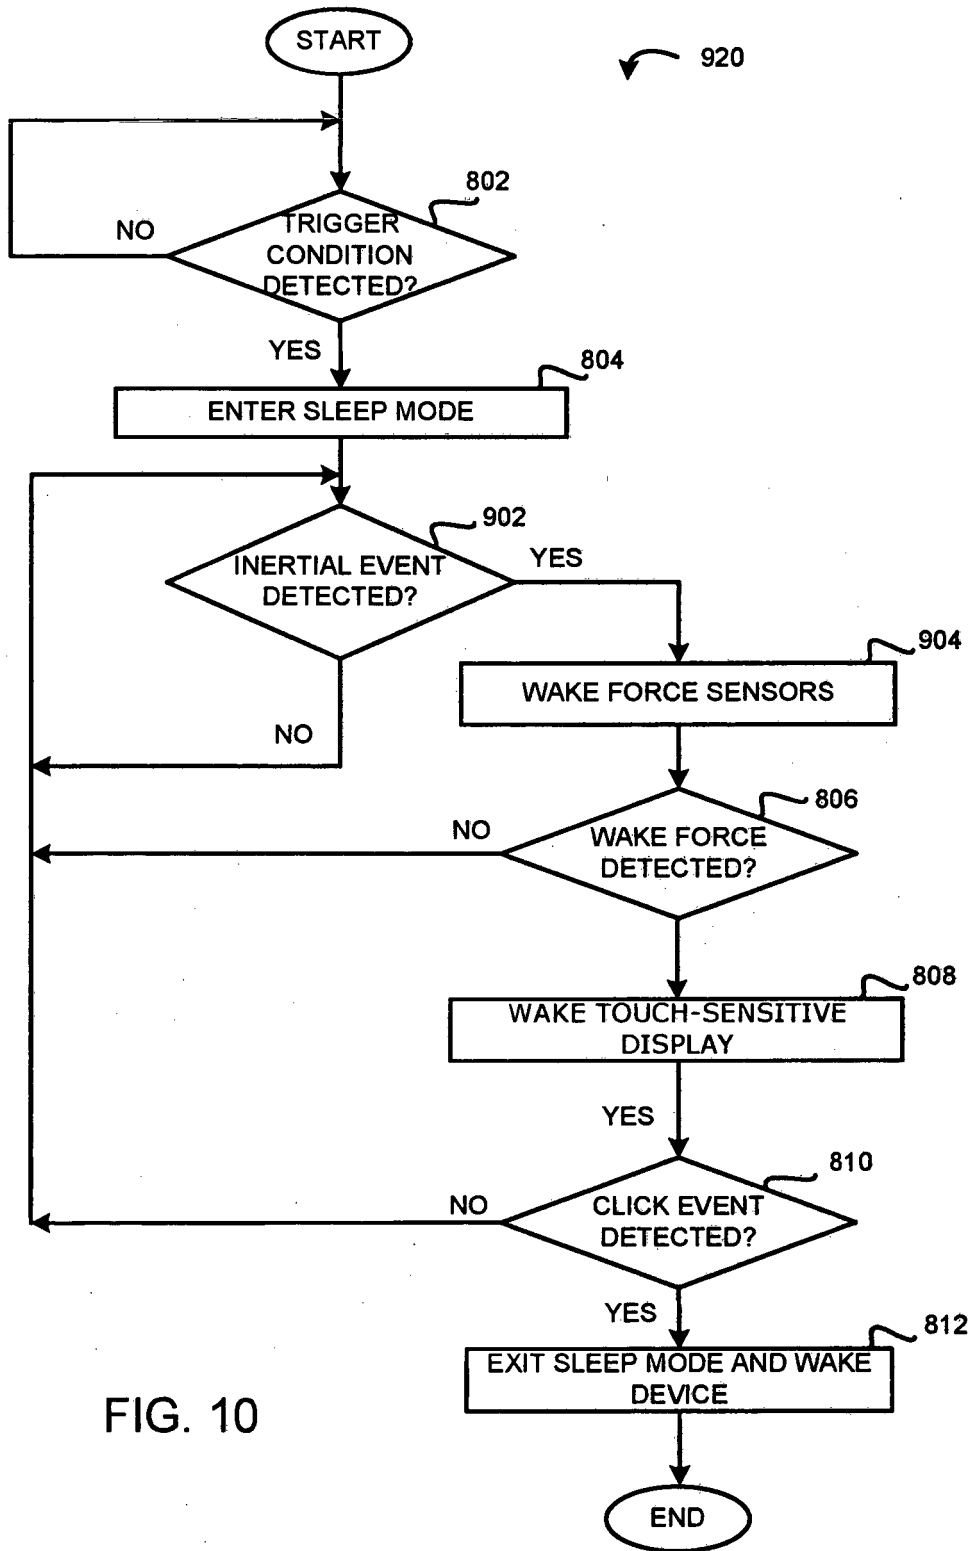 START
920
802
TRIGGER
CONDITION
DETECTED?
NO
YES
804
ENTER SLEEP MODE
902
INERTIAL EVENT
DETECTED?
YES
904
WAKE FORCE SENSORS
NO
806
WAKE FORCE
DETECTED?
NO
808
WAKE TOUCH-SENSITIVE
DISPLAY
YES
810
CLICK EVENT
DETECTED?
NO
YES
812
EXIT SLEEP MODE AND WAKE
DEVICE
FIG. 10
END